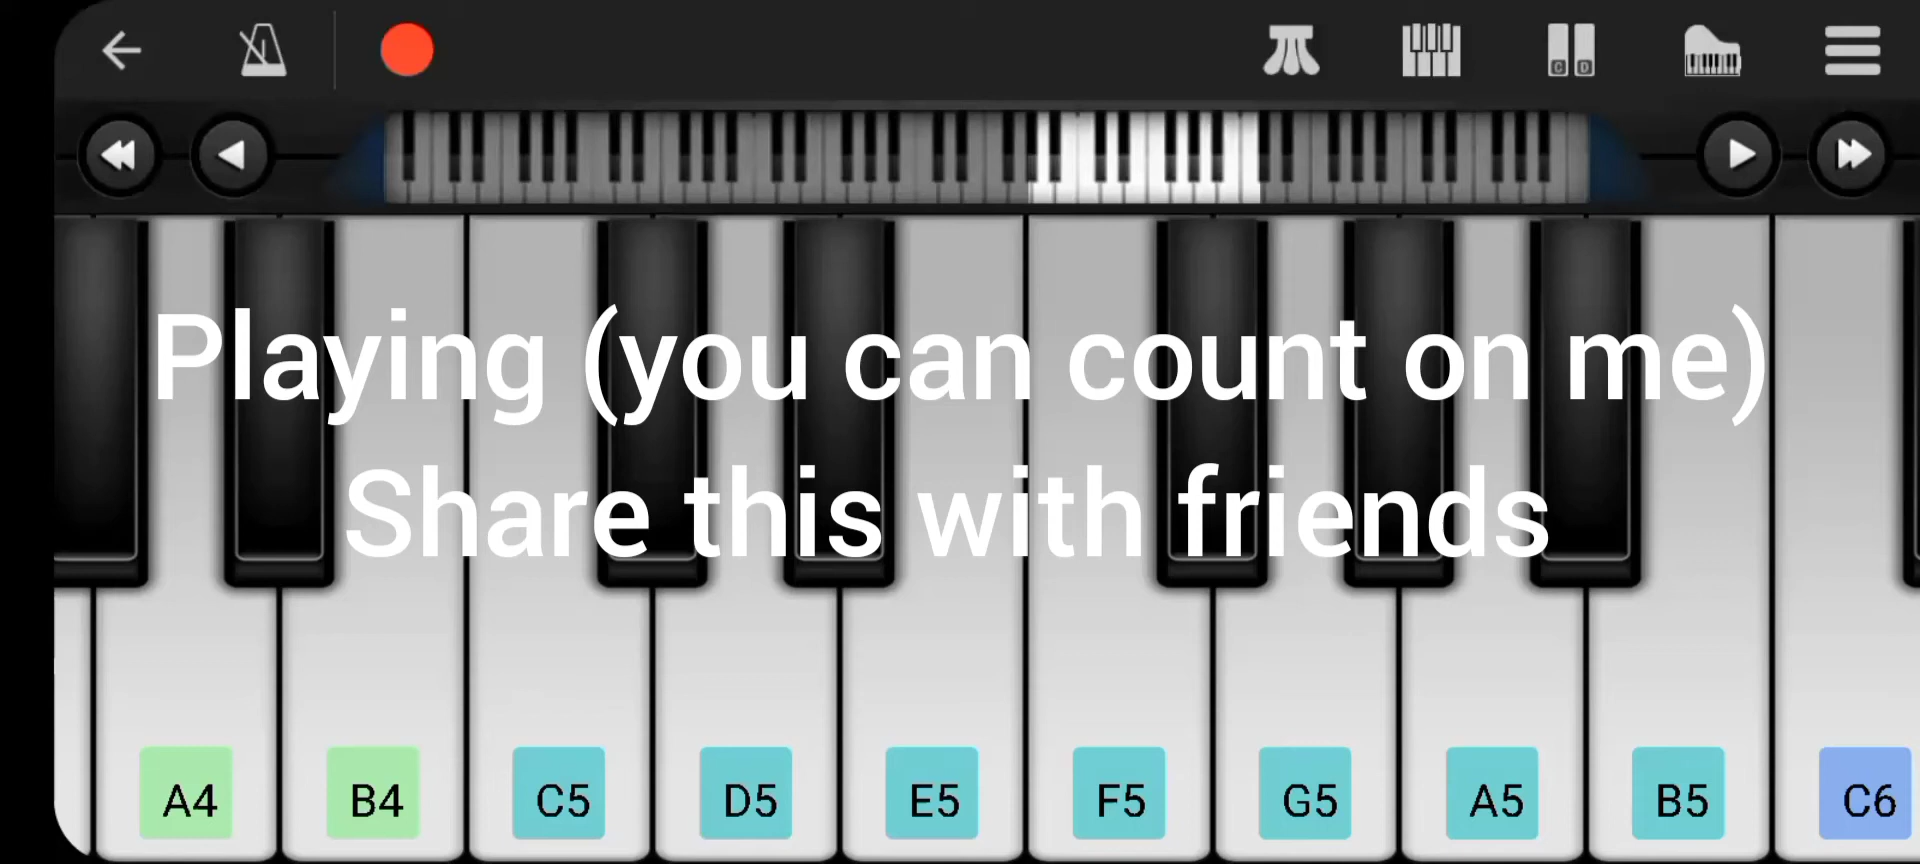 C D
Playing (you can count on me)
Share this with friends
A4 B4 C5 D5 E5 F5 G5 A5 B5 C6